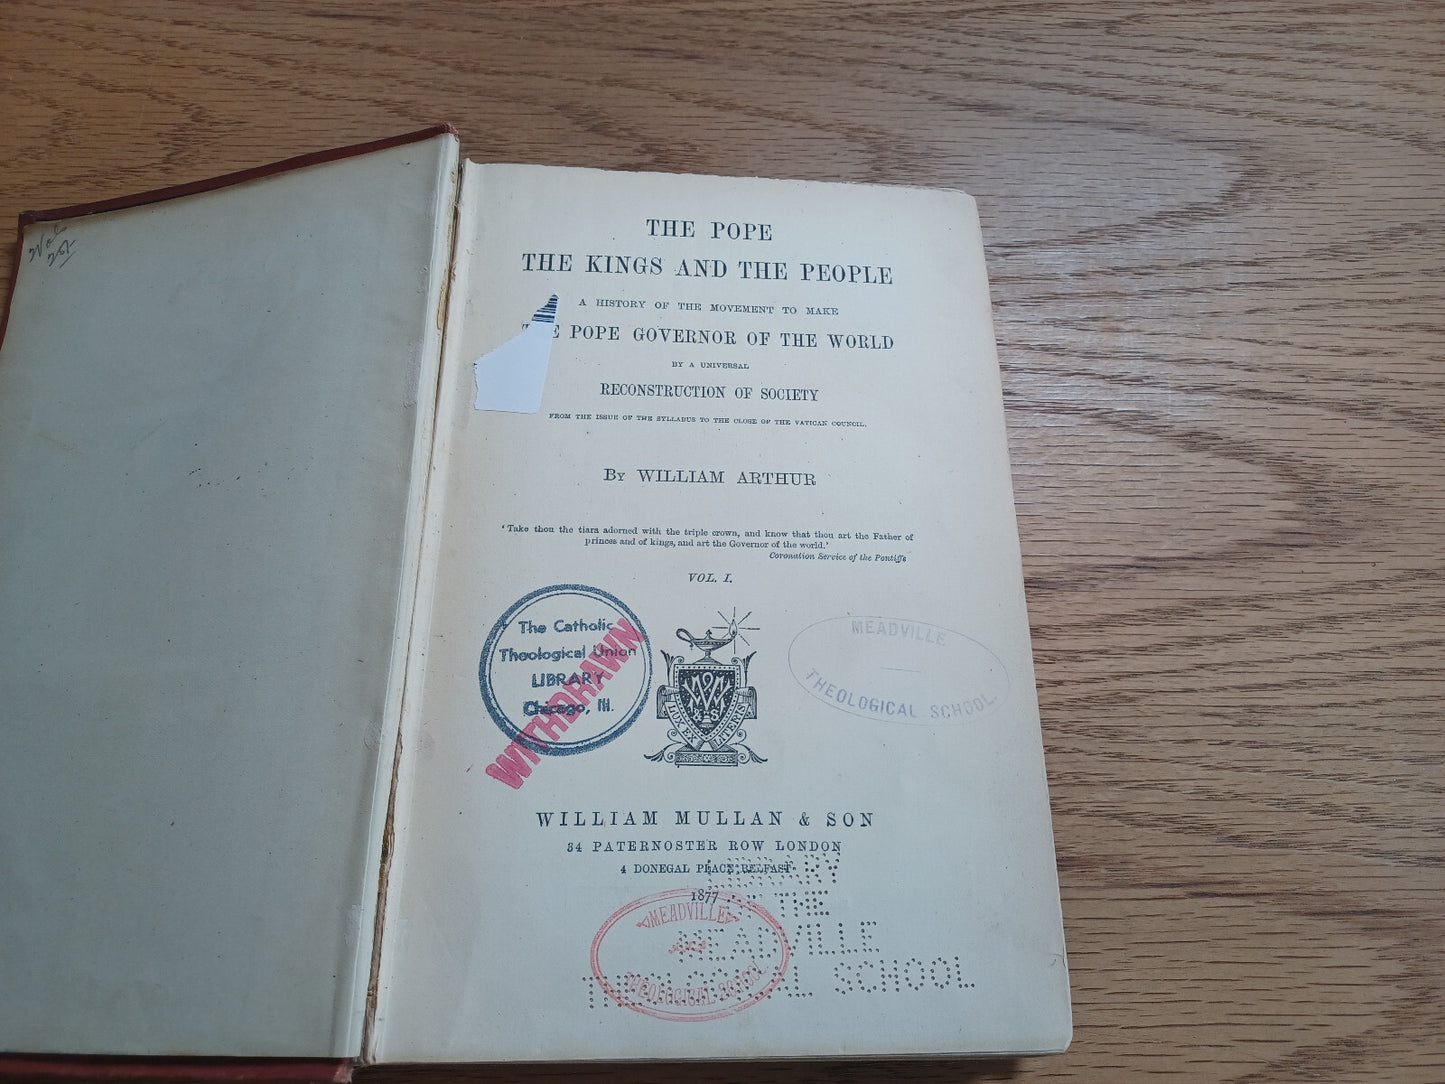 THE POPE
THE KINGS AND THE PEOPLE
A HISTORY OF THE MOVEMENT TO MAKE
POPE GOVERNOR OF THE WORLD
BY A UNIVERSAL
RECONSTRUCTION OF SOCIETY
FROM THE ISSUE OF THE SYLLABUS TO THE CLOSE OF THE VATICAN COUNCIL.
BY WILLIAM ARTHUR
'Take thou the tiara adorned with the triple crown, and know that thou art the Father of
princes and of kings, and art the Governor of the world.'
Coronation Service of the Pontiffs
VOL. I.
The Catholic
Theological Union
LIBRARY
Chicago, Ill.
WITHDRAWN
LUX EX
MEADVILLE
THEOLOGICAL SCHOOL
WILLIAM MULLAN & SON
34 PATERNOSTER ROW LONDON
4 DONEGAL PLACE BELFAST
1877
LIBRARY
THE
MEADVILLE
THEOLOGICAL SCHOOL
MEADVILLE
THEOLOGICAL SCHOOL